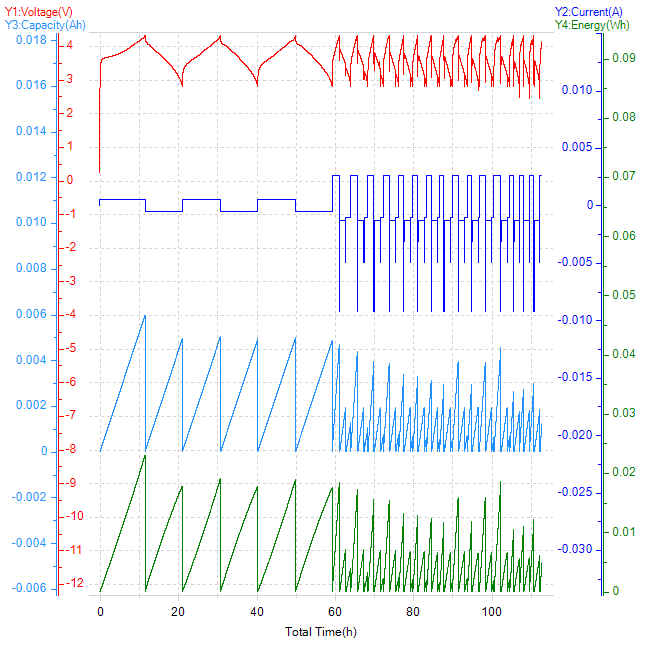 Y1:Voltage(V) Y2:Current(A)
Y3:Capacity(Ah) Y4:Energy(Wh)
0.018 4 0.09
3
0.016 0.010
2 0.08
0.014 1 0.005
0.012 0 0.07
0
-1
0.010 0.06
-2
0.008 -0.005
-3
0.05
0.006 -4 -0.010
-5
0.004 0.04
-6 -0.015
0.002 -7 0.03
-0.020
0 -8
-9 0.02
-0.002 -0.025
-10
0.01
-0.004 -11 -0.030
-0.006 -12 0
0 20 40 60 80 100
Total Time(h)